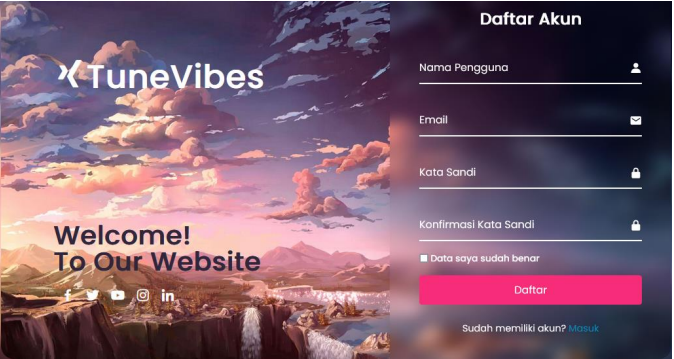 TuneVibes
Welcome!
To Our Website
Daftar Akun
Nama Pengguna
Email
Kata Sandi
Konfirmasi Kata Sandi
Data saya sudah benar
Daftar
Sudah memiliki akun? Masuk